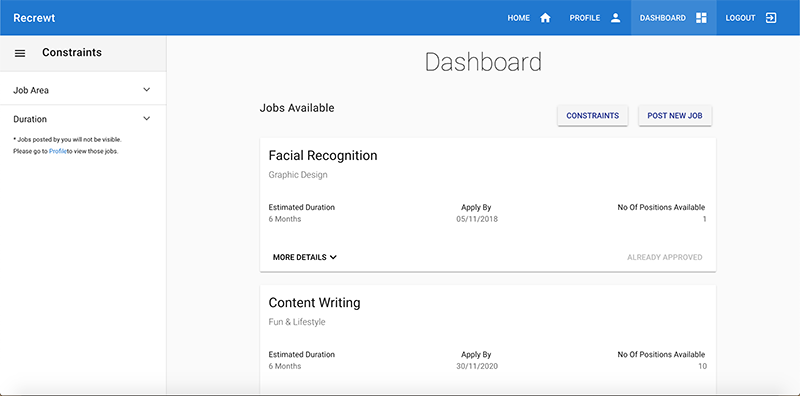 Recrewt
HOME
PROFILE
DASHBOARD
LOGOUT
Constraints
Job Area
Duration
* Jobs posted by you will not be visible.
Please go to Profileto view those jobs.
Dashboard
Jobs Available
CONSTRAINTS
POST NEW JOB
Facial Recognition
Graphic Design
Estimated Duration
Apply By
No Of Positions Available
6 Months
05/11/2018
1
MORE DETAILS
ALREADY APPROVED
Content Writing
Fun & Lifestyle
Estimated Duration
Apply By
No Of Positions Available
6 Months
30/11/2020
10